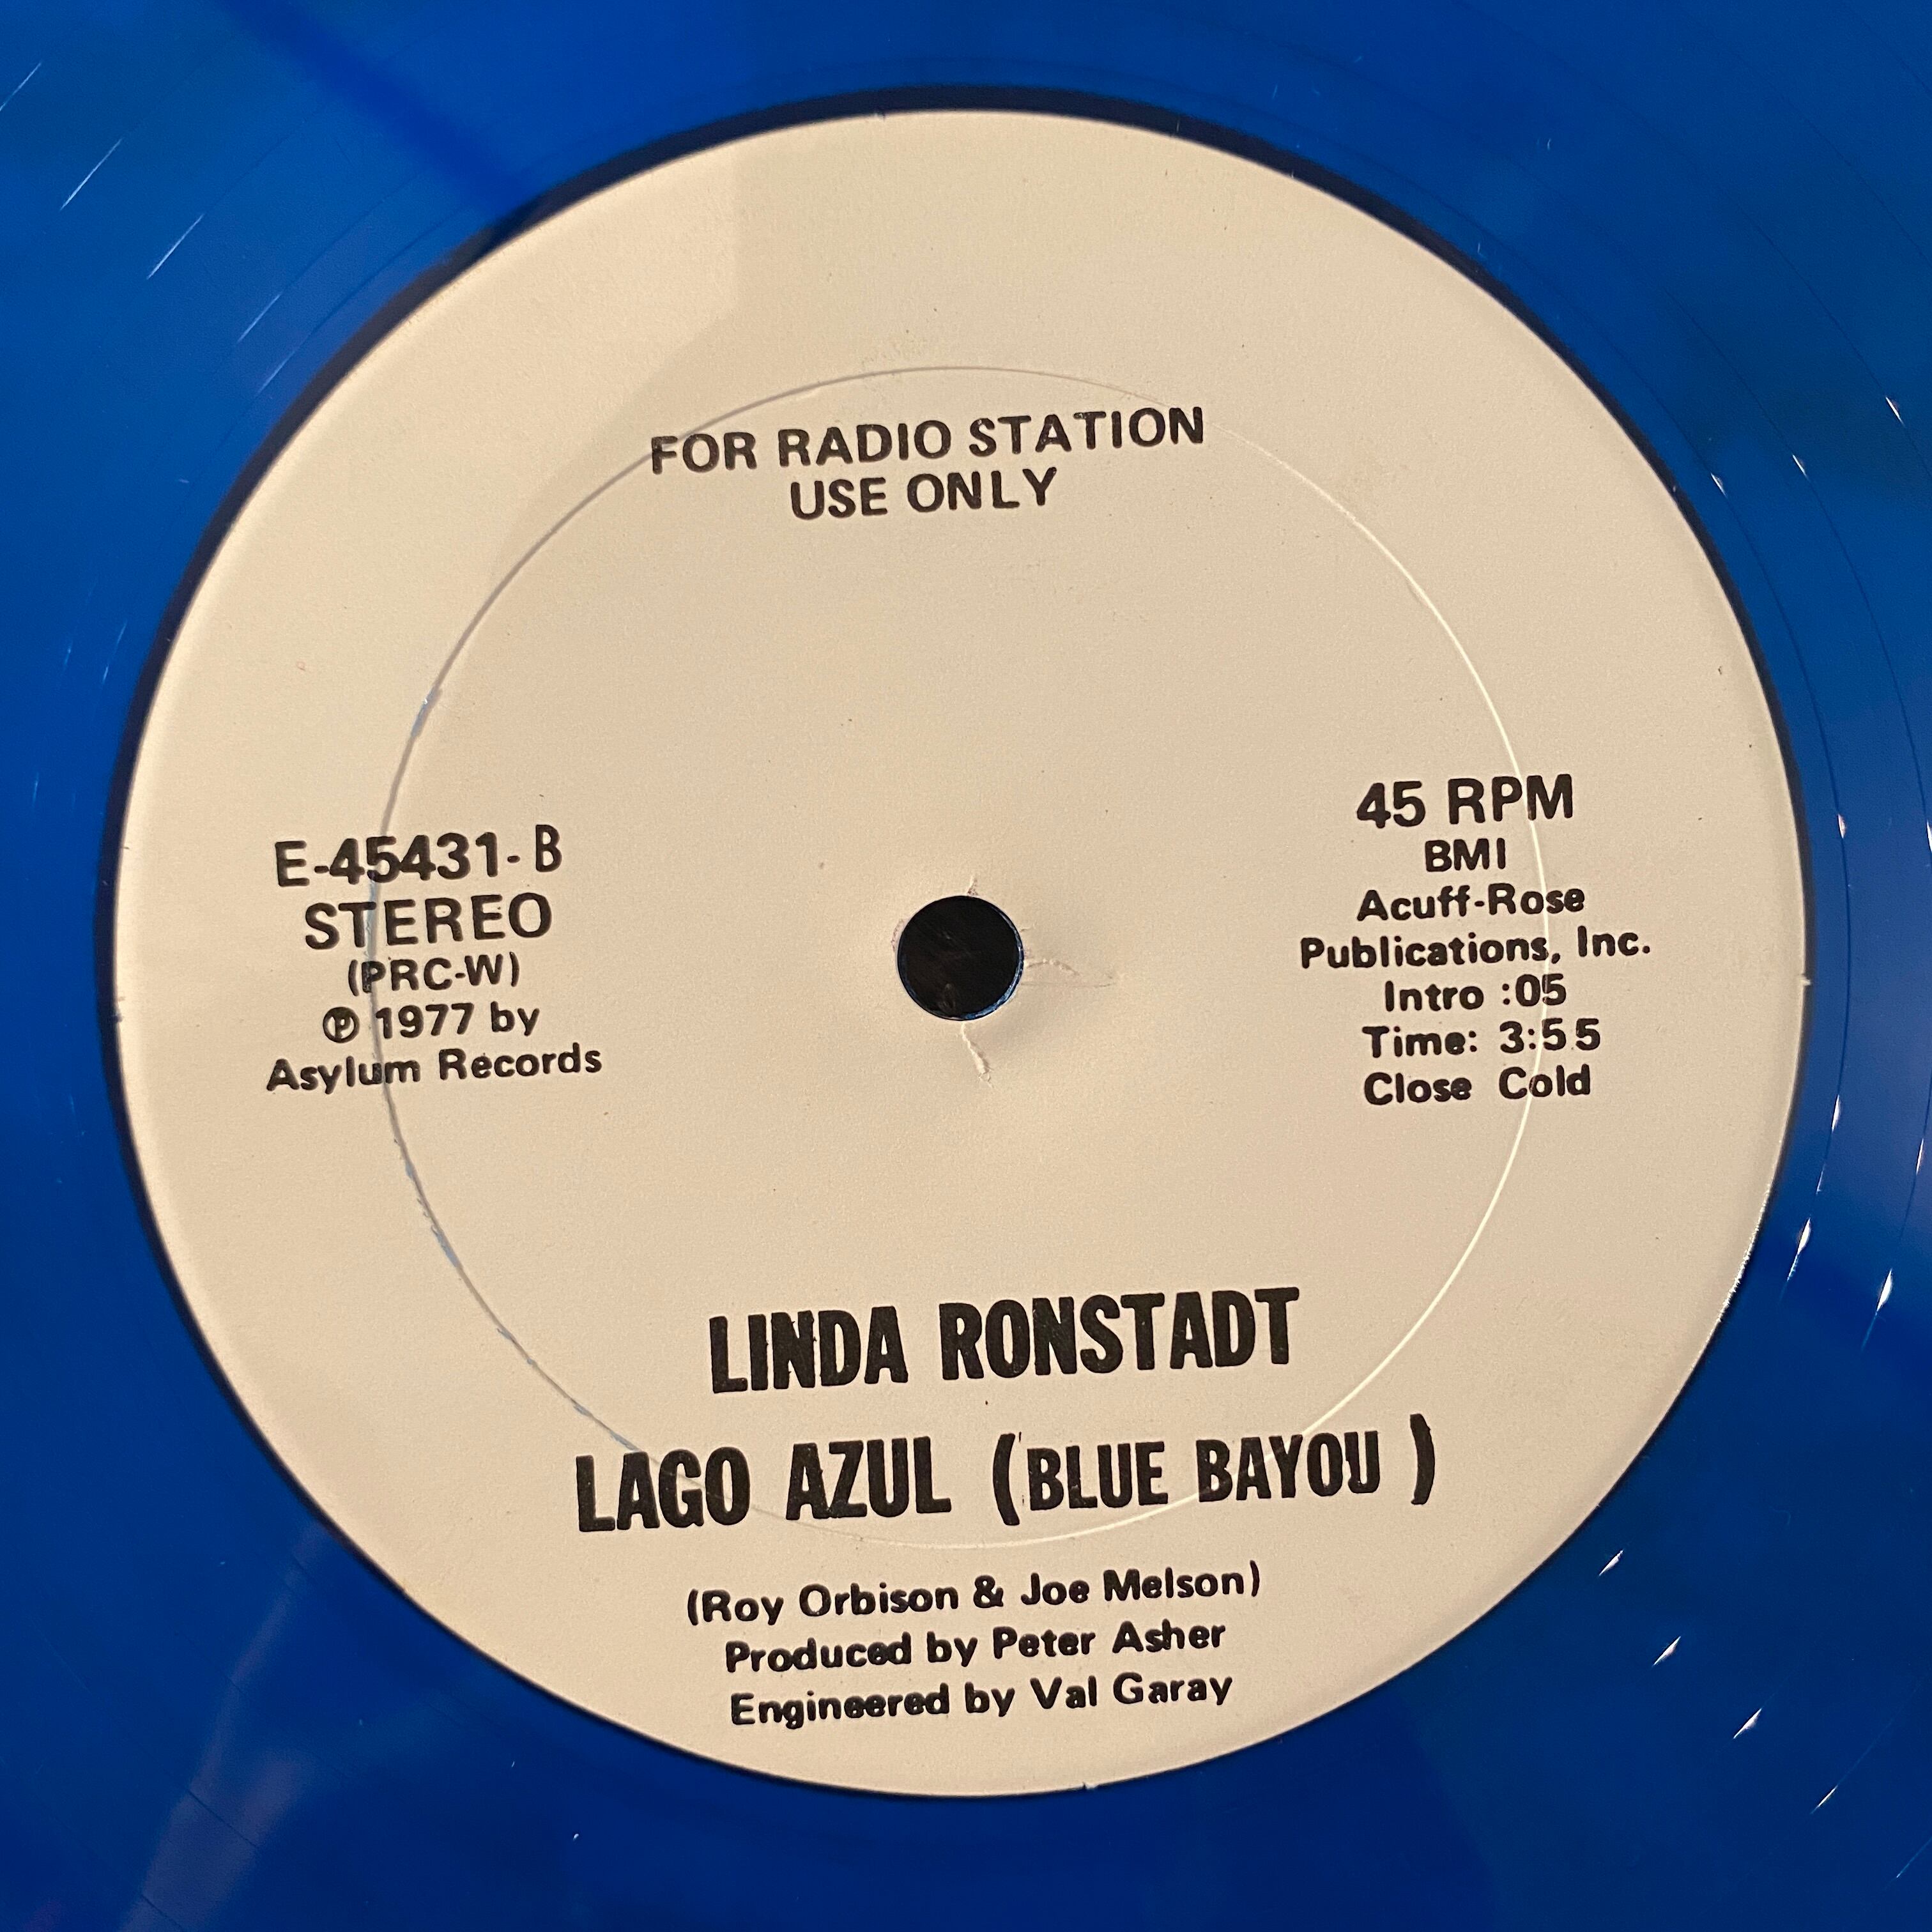 FOR RADIO STATION
USE ONLY
E-45431-B
STEREO
(PRC-W)
℗ 1977 by
Asylum Records
45 RPM
BMI
Acuff-Rose
Publications, Inc.
Intro :05
Time: 3:55
Close Cold
LINDA RONSTADT
LAGO AZUL (BLUE BAYOU)
(Roy Orbison & Joe Melson)
Produced by Peter Asher
Engineered by Val Garay